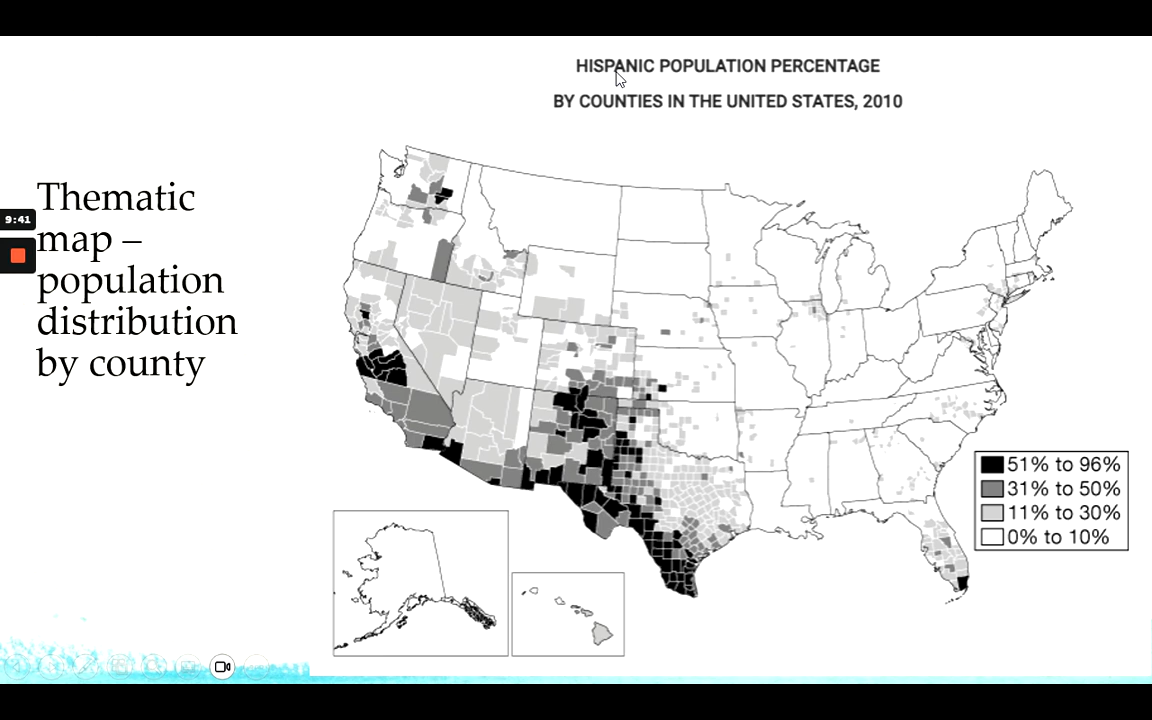 HISPANIC POPULATION PERCENTAGE
BY COUNTIES IN THE UNITED STATES, 2010
Thematic
map –
population
distribution
by county
9:41
51% to 96%
31% to 50%
11% to 30%
0% to 10%